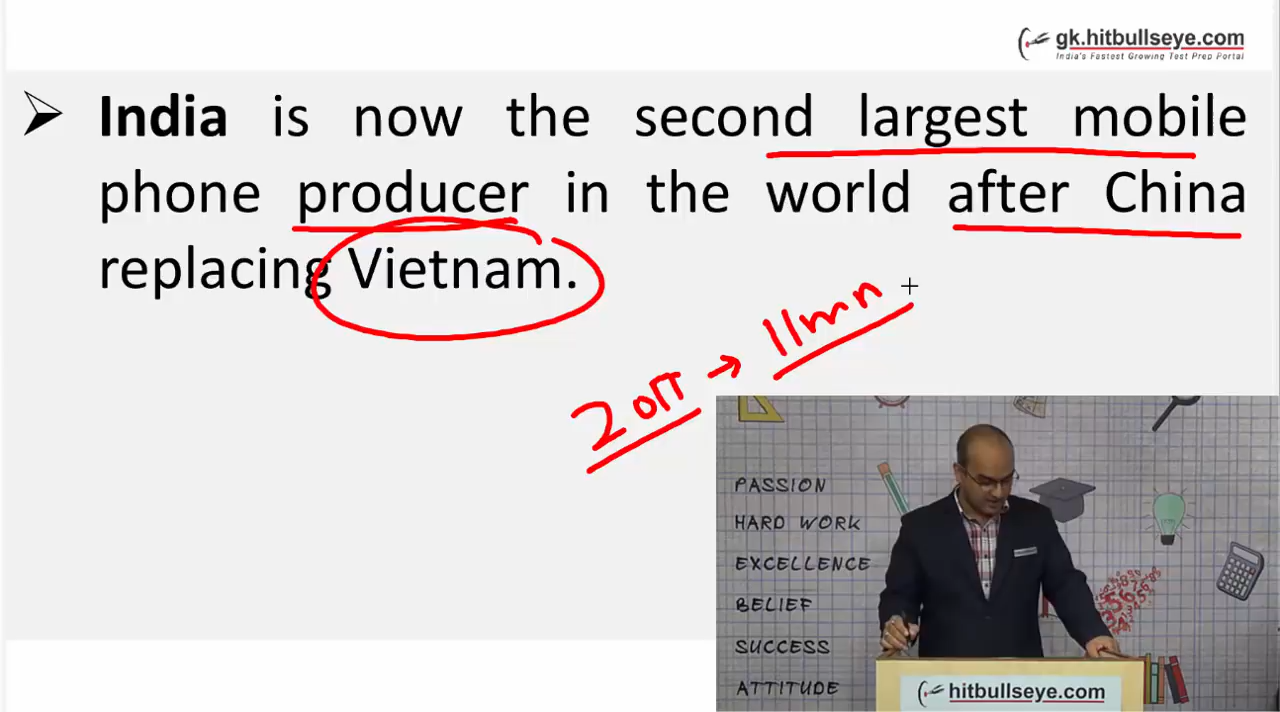 gk.hitbullseye.com
India's Fastest Growing Test Prep Portal
➢ India is now the second largest mobile
phone producer in the world after China
replacing Vietnam.
11mn
2017 →
PASSION
HARD WORK
EXCELLENCE
BELIEF
SUCCESS
ATTITUDE
hitbullseye.com